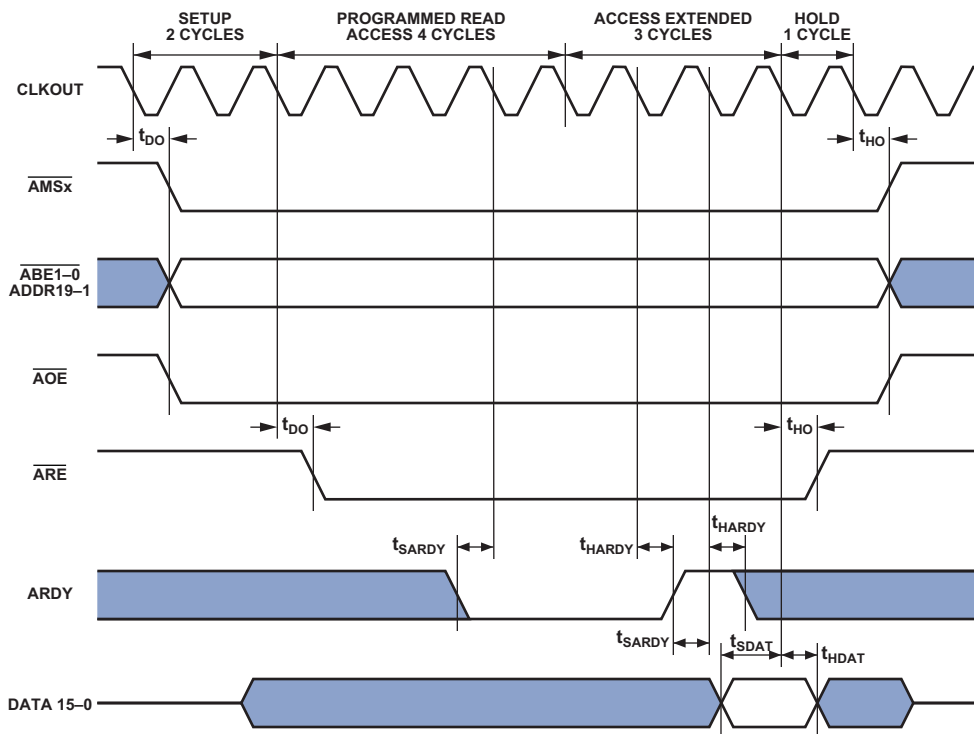 SETUP
2 CYCLES
PROGRAMMED READ
ACCESS 4 CYCLES
ACCESS EXTENDED
3 CYCLES
HOLD
1 CYCLE
CLKOUT
tDO
tHO
AMSx
ABE1–0
ADDR19–1
AOE
tDO
tHO
ARE
tSARDY
tHARDY
tHARDY
ARDY
tSARDY
tSDAT
tHDAT
DATA 15–0